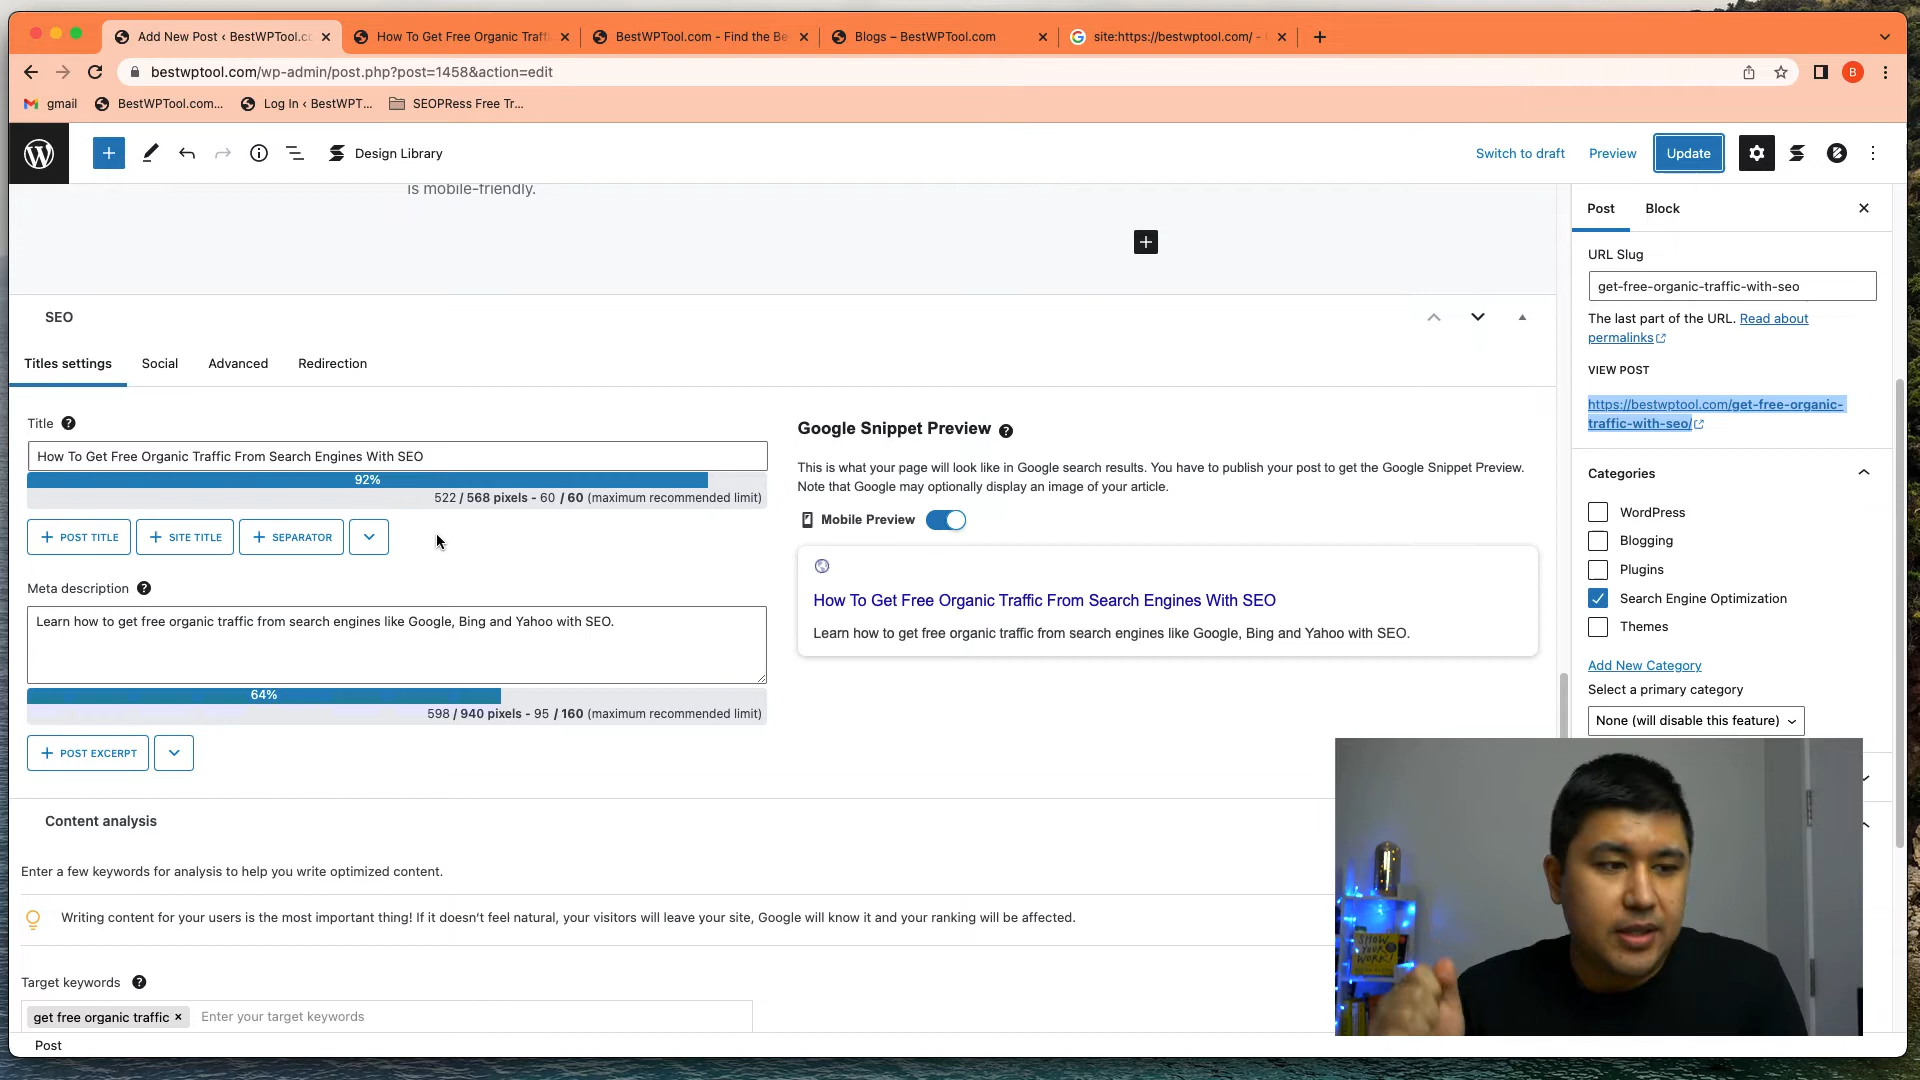 Add New Post ‹ BestWPTool.c
How To Get Free Organic Traff
BestWPTool.com - Find the Be
Blogs – BestWPTool.com
site:https://bestwptool.com/ -
bestwptool.com/wp-admin/post.php?post=1458&action=edit
B
gmail
BestWPTool.com...
Log In ‹ BestWPT...
SEOPRess Free Tr...
Design Library
Switch to draft
Preview
Update
is mobile-friendly.
Post
Block
URL Slug
get-free-organic-traffic-with-seo
The last part of the URL. Read about
permalinks
VIEW POST
https://bestwptool.com/get-free-organic-
traffic-with-seo/
SEO
Titles settings
Social
Advanced
Redirection
Title
How To Get Free Organic Traffic From Search Engines With SEO
92%
522 / 568 pixels - 60 / 60 (maximum recommended limit)
POST TITLE
SITE TITLE
SEPARATOR
Meta description
Learn how to get free organic traffic from search engines like Google, Bing and Yahoo with SEO.
64%
598 / 940 pixels - 95 / 160 (maximum recommended limit)
POST EXCERPT
Google Snippet Preview
This is what your page will look like in Google search results. You have to publish your post to get the Google Snippet Preview.
Note that Google may optionally display an image of your article.
Mobile Preview
How To Get Free Organic Traffic From Search Engines With SEO
Learn how to get free organic traffic from search engines like Google, Bing and Yahoo with SEO.
Categories
WordPress
Blogging
Plugins
Search Engine Optimization
Themes
Add New Category
Select a primary category
None (will disable this feature)
Content analysis
Enter a few keywords for analysis to help you write optimized content.
Writing content for your users is the most important thing! If it doesn't feel natural, your visitors will leave your site, Google will know it and your ranking will be affected.
Target keywords
get free organic traffic ×
Enter your target keywords
Post
SHOW
YOUR
WORK!